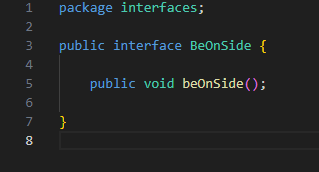 1 package interfaces;
2
3 public interface BeOnSide {
4
5 public void beOnSide();
6
7 }
8